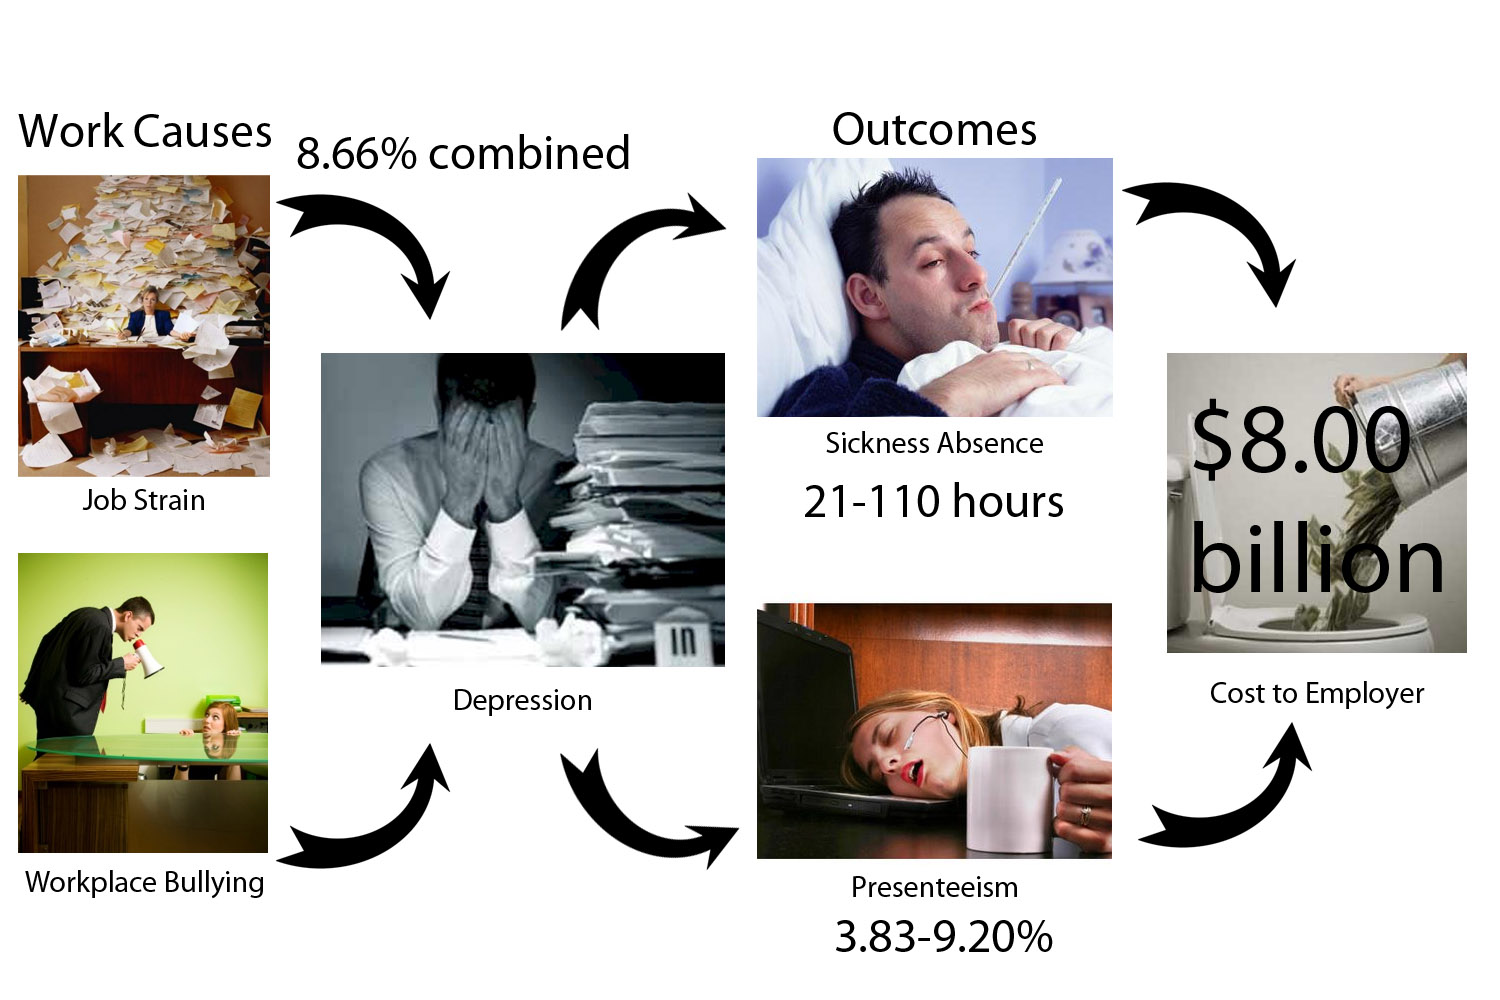 Work Causes
8.66% combined
Outcomes
Job Strain
Workplace Bullying
Depression
Sickness Absence
21-110 hours
Presenteeism
3.83-9.20%
$8.00
billion
Cost to Employer